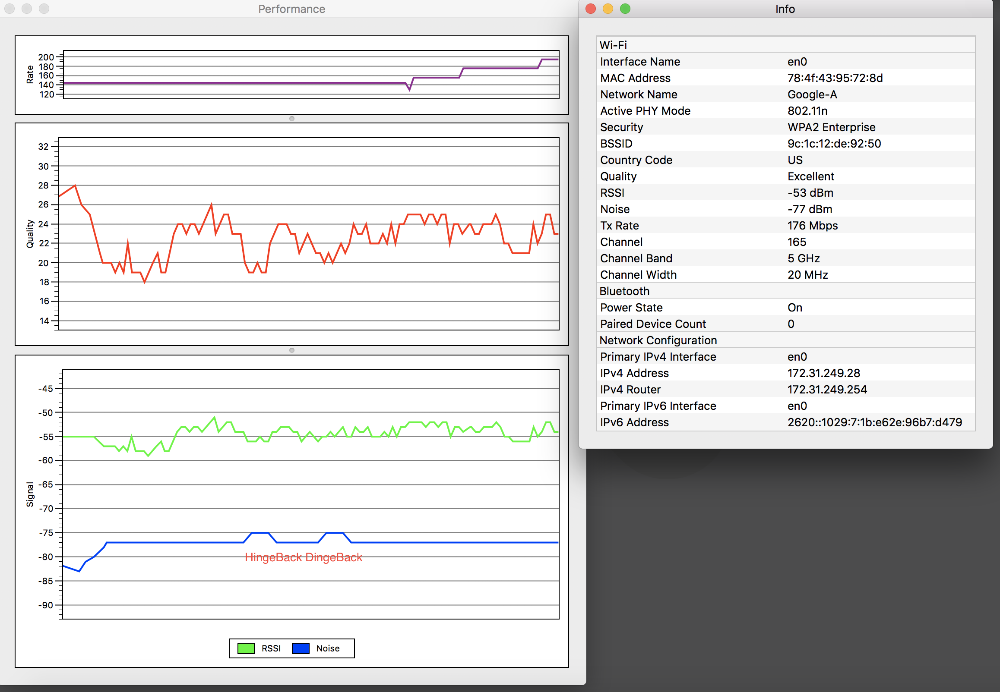 Performance
Rate
200
180
160
140
120
Quality
32
30
28
26
24
22
20
18
16
14
Signal
-45
-50
-55
-60
-65
-70
-75
-80
-85
-90
HingeBack DingeBack
RSSI Noise
Info
Wi-Fi
Interface Name en0
MAC Address 78:4f:43:95:72:8d
Network Name Google-A
Active PHY Mode 802.11n
Security WPA2 Enterprise
BSSID 9c:1c:12:de:92:50
Country Code US
Quality Excellent
RSSI -53 dBm
Noise -77 dBm
Tx Rate 176 Mbps
Channel 165
Channel Band 5 GHz
Channel Width 20 MHz
Bluetooth
Power State On
Paired Device Count 0
Network Configuration
Primary IPv4 Interface en0
IPv4 Address 172.31.249.28
IPv4 Router 172.31.249.254
Primary IPv6 Interface en0
IPv6 Address 2620::1029:7:1b:e62e:96b7:d479